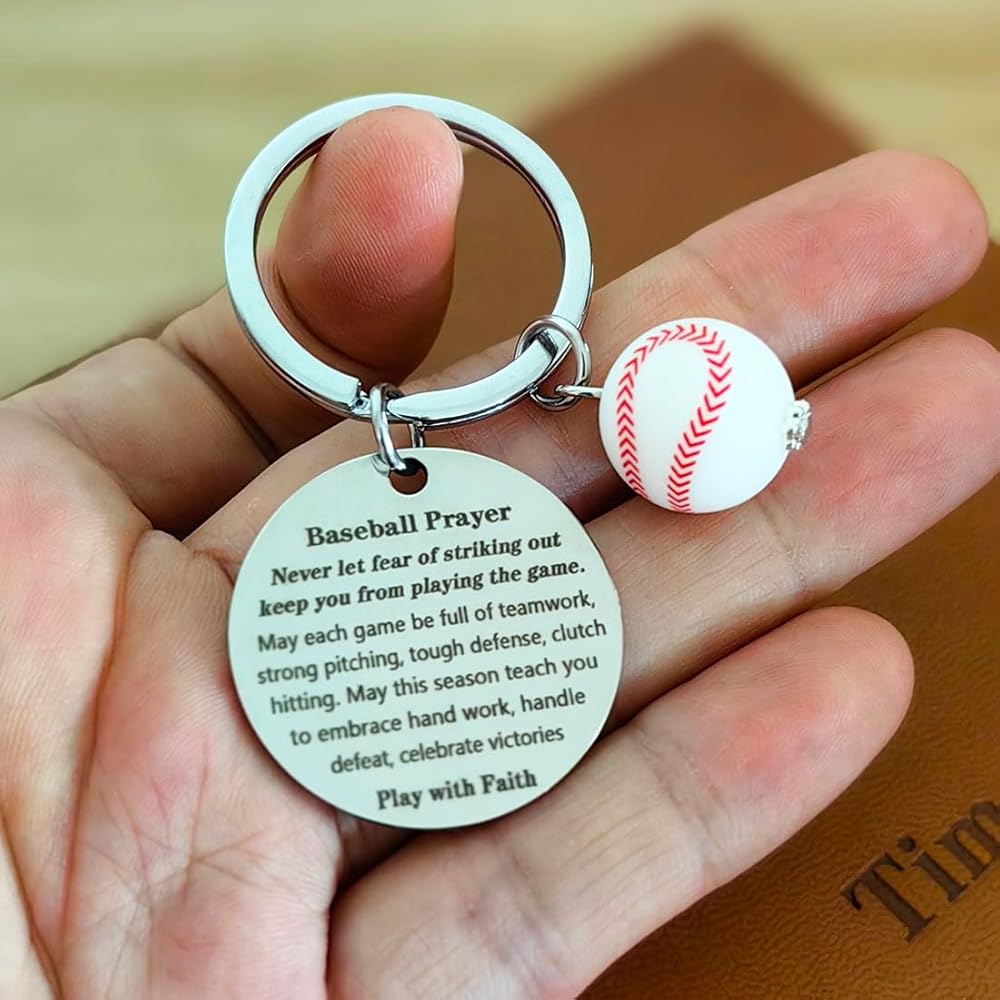 Baseball Prayer
Never let fear of striking out
keep you from playing the game.
May each game be full of teamwork,
strong pitching, tough defense, clutch
hitting. May this season teach you
to embrace hand work, handle
defeat, celebrate victories
Play with Faith